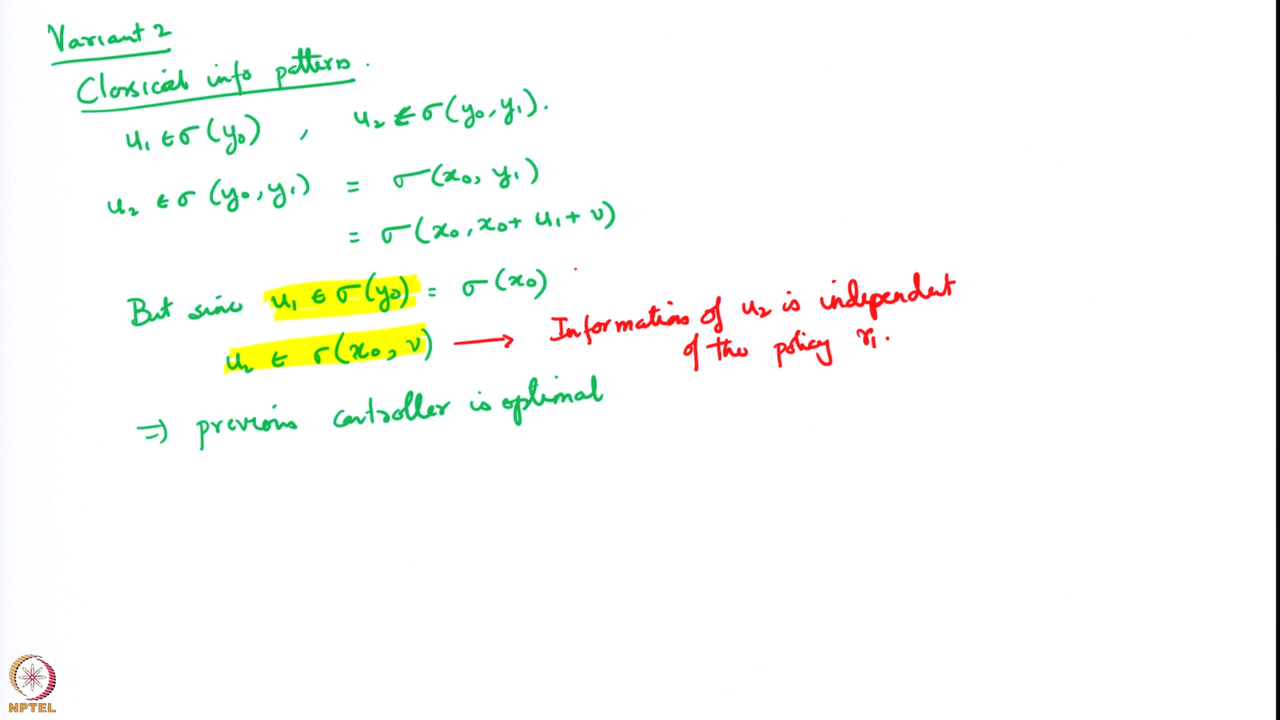 Variant 2
Classical info pattern.
u₁ ∈ σ(y₀) , u₂ ∈ σ(y₀, y₁).
u₂ ∈ σ(y₀, y₁) = σ(x₀, y₁)
= σ(x₀, x₀ + u₁ + v)
But since u₁ ∈ σ(y₀) = σ(x₀)
u₂ ∈ σ(x₀, v) → Information of u₂ is independent
of the policy γ₁.
⇒ previous controller is optimal
NPTEL